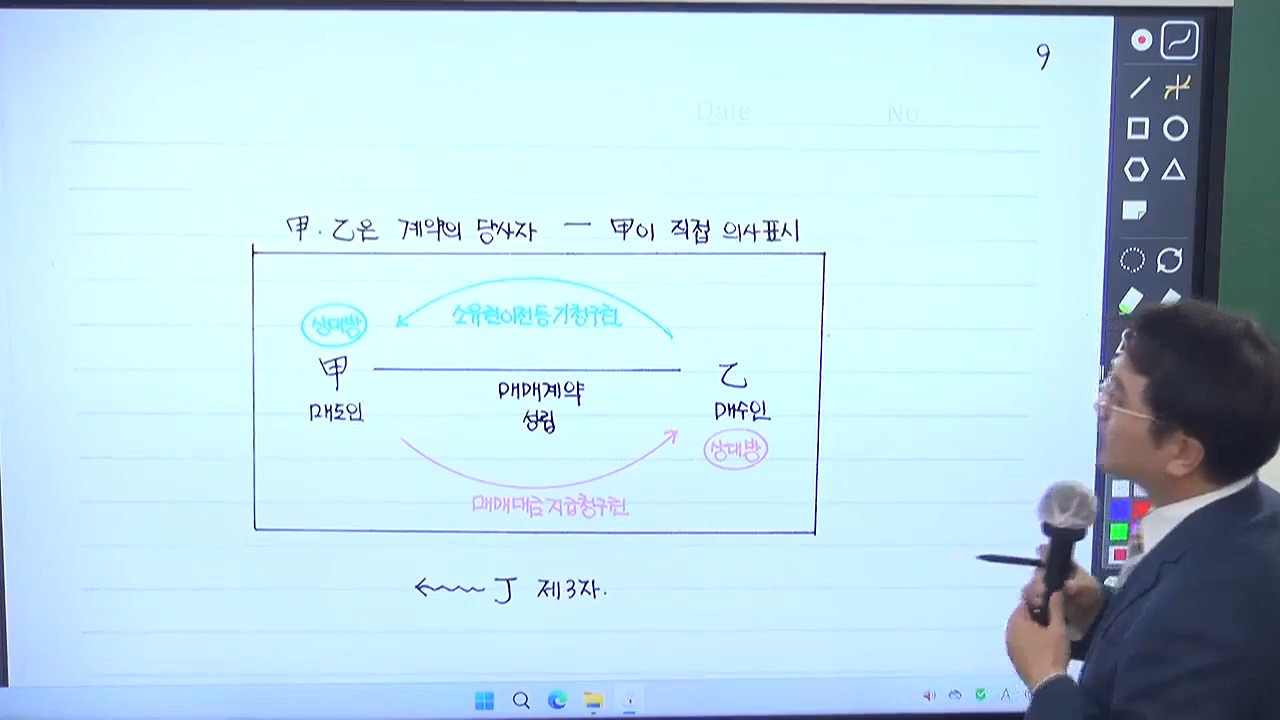 9
Date No
甲.乙은 계약의 당사자 — 甲이 직접 의사표시
상대방
소유권이전등기청구권
甲
乙
매매계약
성립
매도인
매수인
상대방
매매대금지급청구권
丁 제3자.